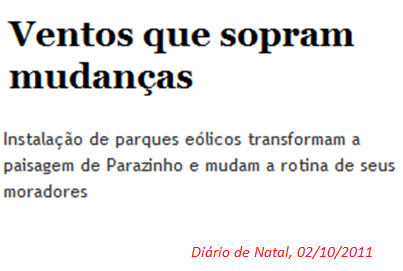 Ventos que sopram
mudanças
Instalação de parques eólicos transformam a
paisagem de Parazinho e mudam a rotina de seus
moradores
Diário de Natal, 02/10/2011